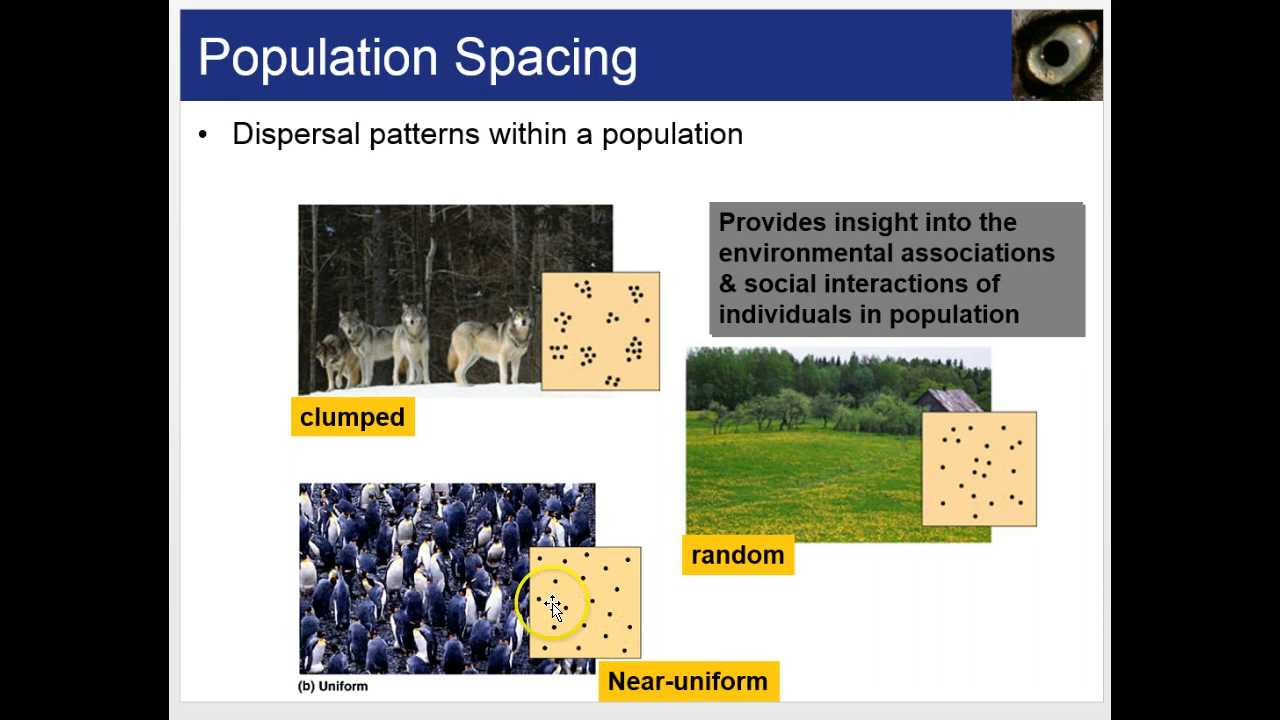 Population Spacing
• Dispersal patterns within a population
Provides insight into the
environmental associations
& social interactions of
individuals in population
clumped
random
(b) Uniform
Near-uniform